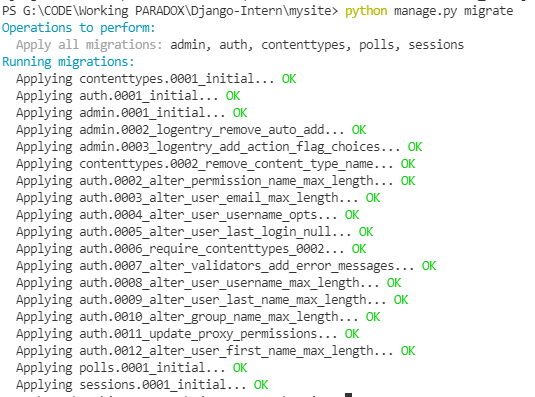 PS G:\CODE\Working PARADOX\Django-Intern\mysite> python manage.py migrate
Operations to perform:
Apply all migrations: admin, auth, contenttypes, polls, sessions
Running migrations:
Applying contenttypes.0001_initial... OK
Applying auth.0001_initial... OK
Applying admin.0001_initial... OK
Applying admin.0002_logentry_remove_auto_add... OK
Applying admin.0003_logentry_add_action_flag_choices... OK
Applying contenttypes.0002_remove_content_type_name... OK
Applying auth.0002_alter_permission_name_max_length... OK
Applying auth.0003_alter_user_email_max_length... OK
Applying auth.0004_alter_user_username_opts... OK
Applying auth.0005_alter_user_last_login_null... OK
Applying auth.0006_require_contenttypes_0002... OK
Applying auth.0007_alter_validators_add_error_messages... OK
Applying auth.0008_alter_user_username_max_length... OK
Applying auth.0009_alter_user_last_name_max_length... OK
Applying auth.0010_alter_group_name_max_length... OK
Applying auth.0011_update_proxy_permissions... OK
Applying auth.0012_alter_user_first_name_max_length... OK
Applying polls.0001_initial... OK
Applying sessions.0001_initial... OK